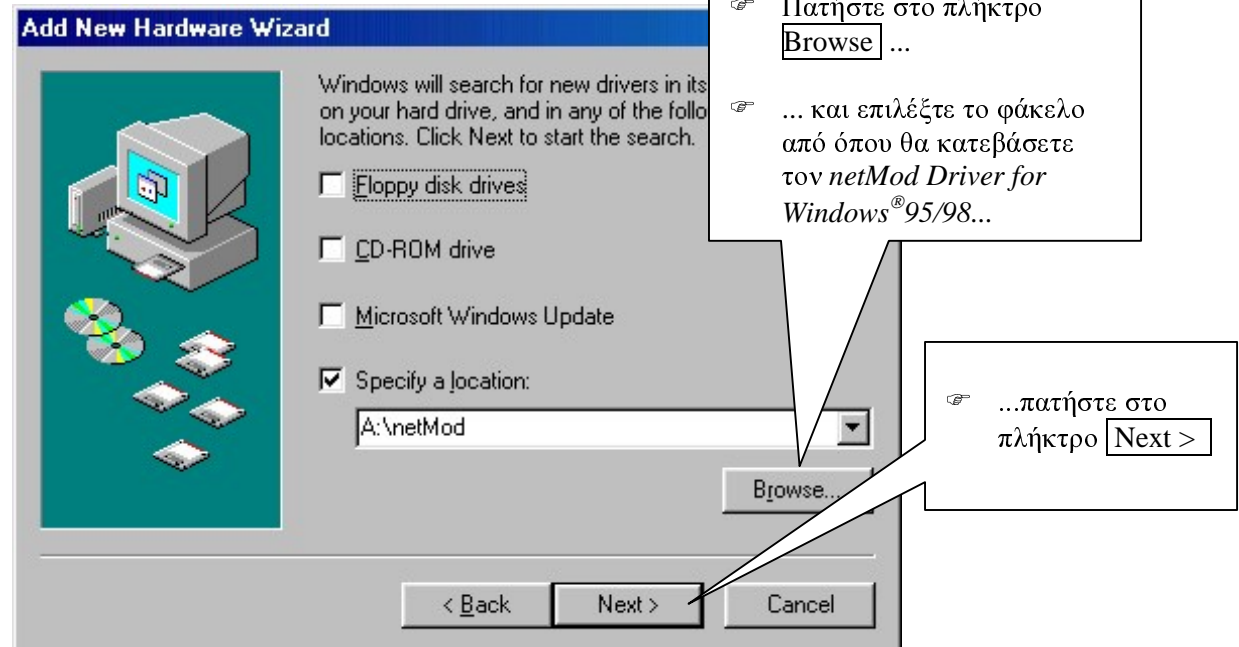 Add New Hardware Wizard
Windows will search for new drivers in its
on your hard drive, and in any of the follo
locations. Click Next to start the search.
Floppy disk drives
CD-ROM drive
Microsoft Windows Update
Specify a location:
A:\netMod
Browse...
< Back
Next >
Cancel
☞ Πατήστε στο πλήκτρο
Browse ...
☞ ... και επιλέξτε το φάκελο
από όπου θα κατεβάσετε
τον netMod Driver for
Windows®95/98...
☞ ...πατήστε στο
πλήκτρο Next >